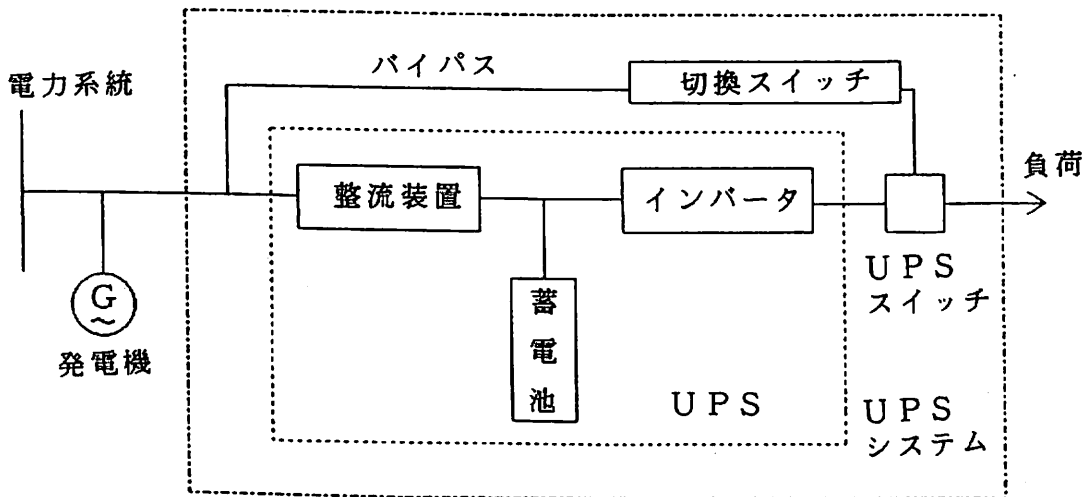 電力系統
バイパス
切換スイッチ
負荷
整流装置
インバータ
UPS
スイッチ
G
~
発電機
蓄電池
UPS
UPS
システム